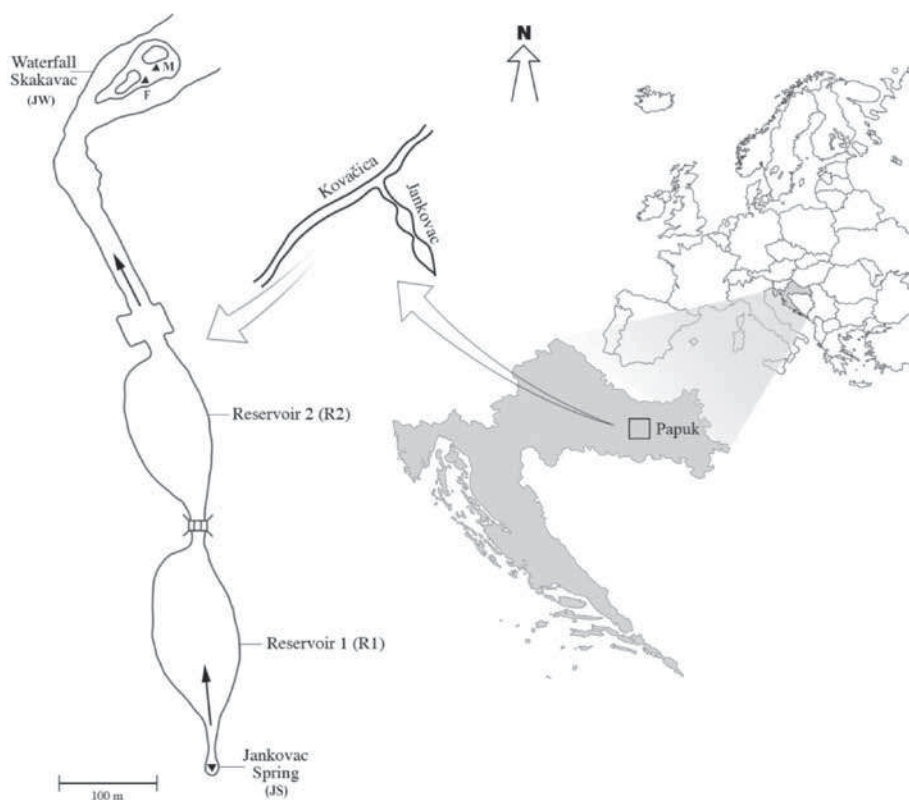 Waterfall
Skakavac
(JW)
M
F
N
Kovačica
Jankovac
Reservoir 2 (R2)
Papuk
Reservoir 1 (R1)
Jankovac
Spring
(JS)
100 m